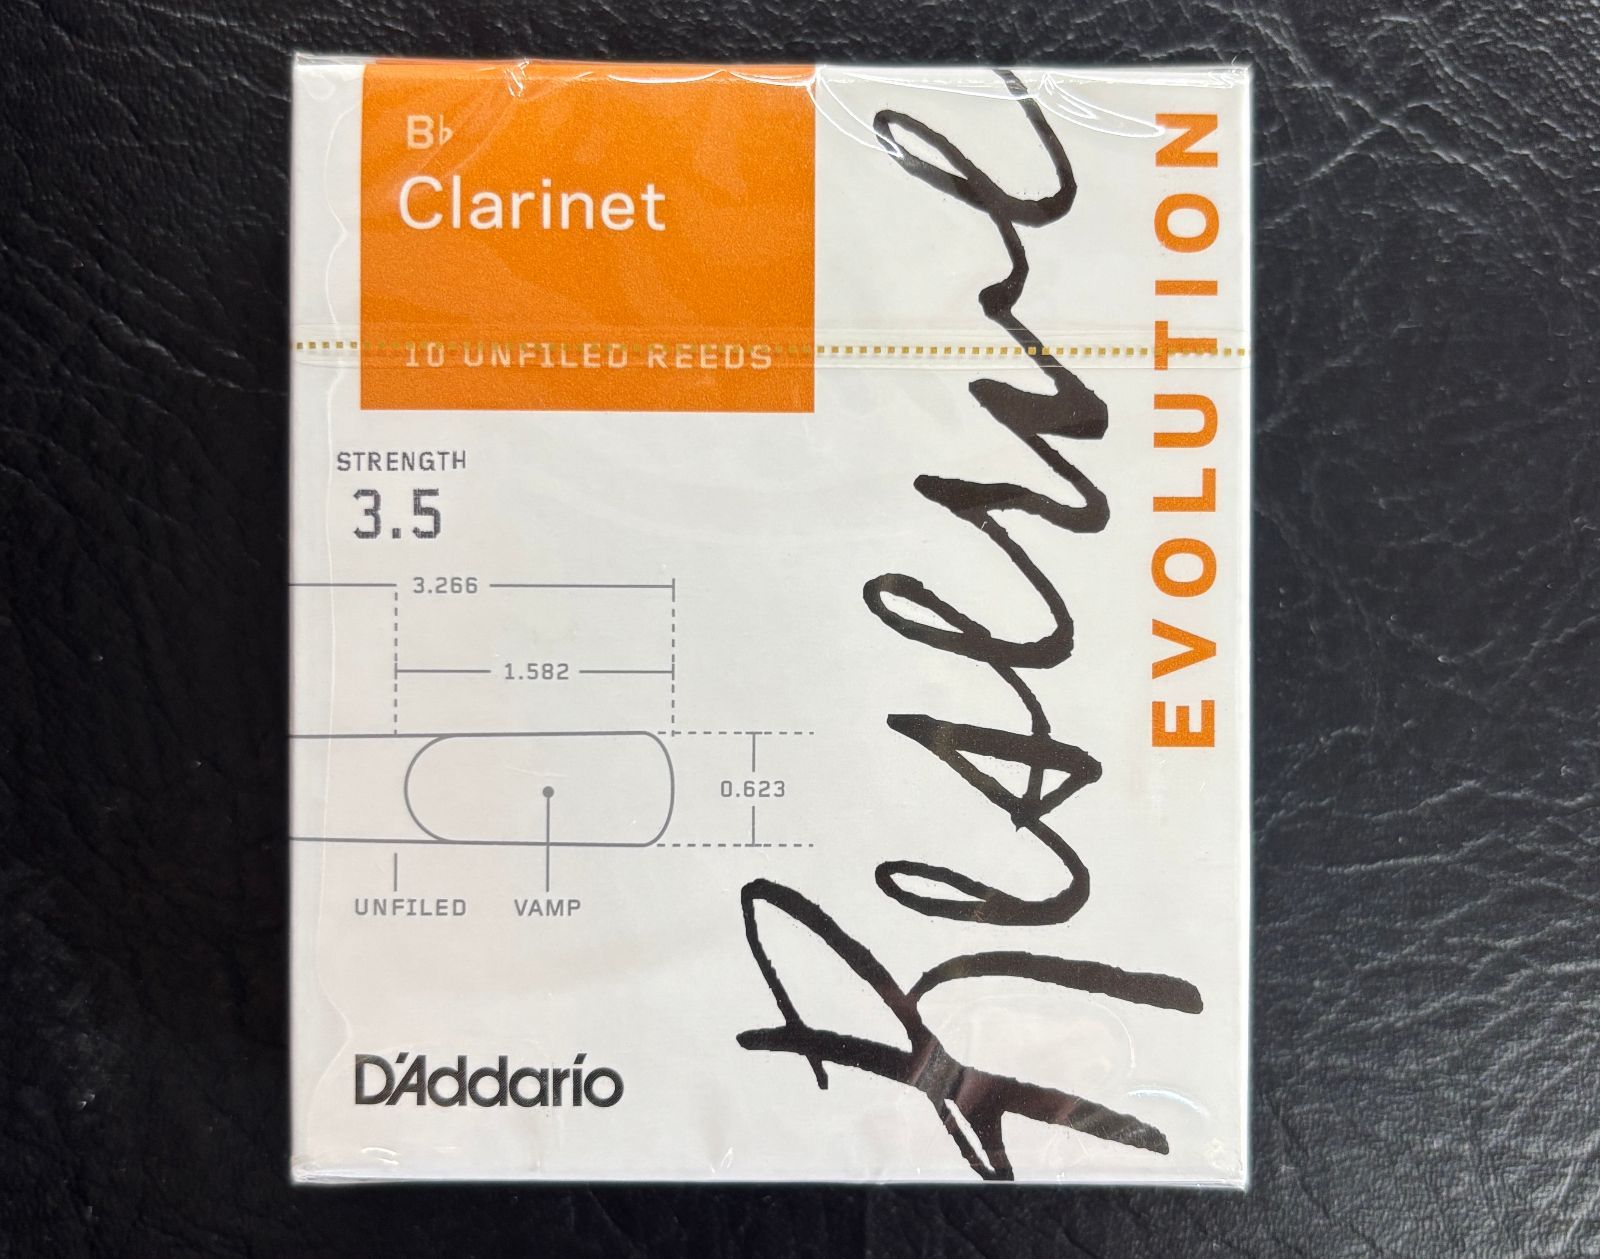 B♭
Clarinet
10 UNFILED REEDS
STRENGTH
3.5
3.266
1.582
0.623
UNFILED VAMP
D'Addario
Reserve
EVOLUTION